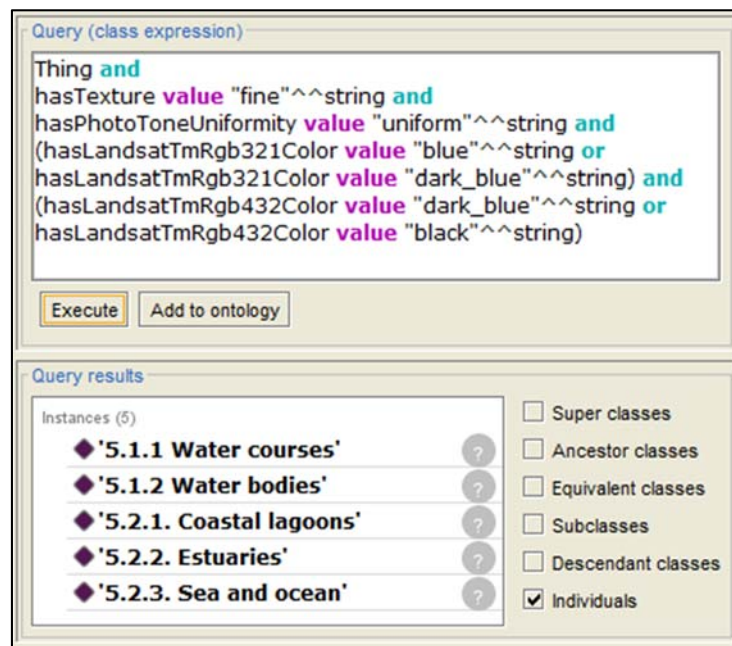 Query (class expression)
Thing and
hasTexture value "fine"^^string and
hasPhotoToneUniformity value "uniform"^^string and
(hasLandsatTmRgb321Color value "blue"^^string or
hasLandsatTmRgb321Color value "dark_blue"^^string) and
(hasLandsatTmRgb432Color value "dark_blue"^^string or
hasLandsatTmRgb432Color value "black"^^string)
Execute
Add to ontology
Query results
Instances (5)
'5.1.1 Water courses' ?
'5.1.2 Water bodies' ?
'5.2.1. Coastal lagoons' ?
'5.2.2. Estuaries' ?
'5.2.3. Sea and ocean' ?
Super classes
Ancestor classes
Equivalent classes
Subclasses
Descendant classes
Individuals